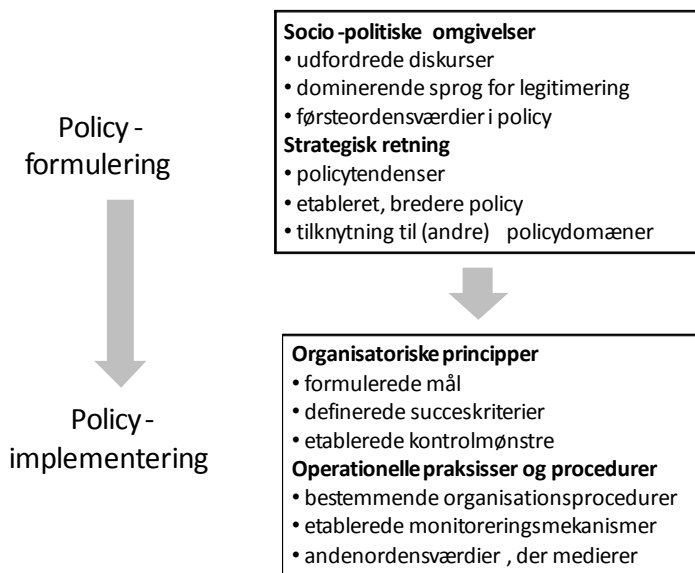 Policy -
formulering
Policy -
implementering
Socio -politiske omgivelser
• udfordrede diskurser
• dominerende sprog for legitimering
• førsteordensværdier i policy
Strategisk retning
• policytendenser
• etableret, bredere policy
• tilknytning til (andre) policydomæner
Organisatoriske principper
• formulerede mål
• definerede succeskriterier
• etablerede kontrolmønstre
Operationelle praksisser og procedurer
• bestemmende organisationsprocedurer
• etablerede monitoreringsmekanismer
• andenordensværdier , der medierer